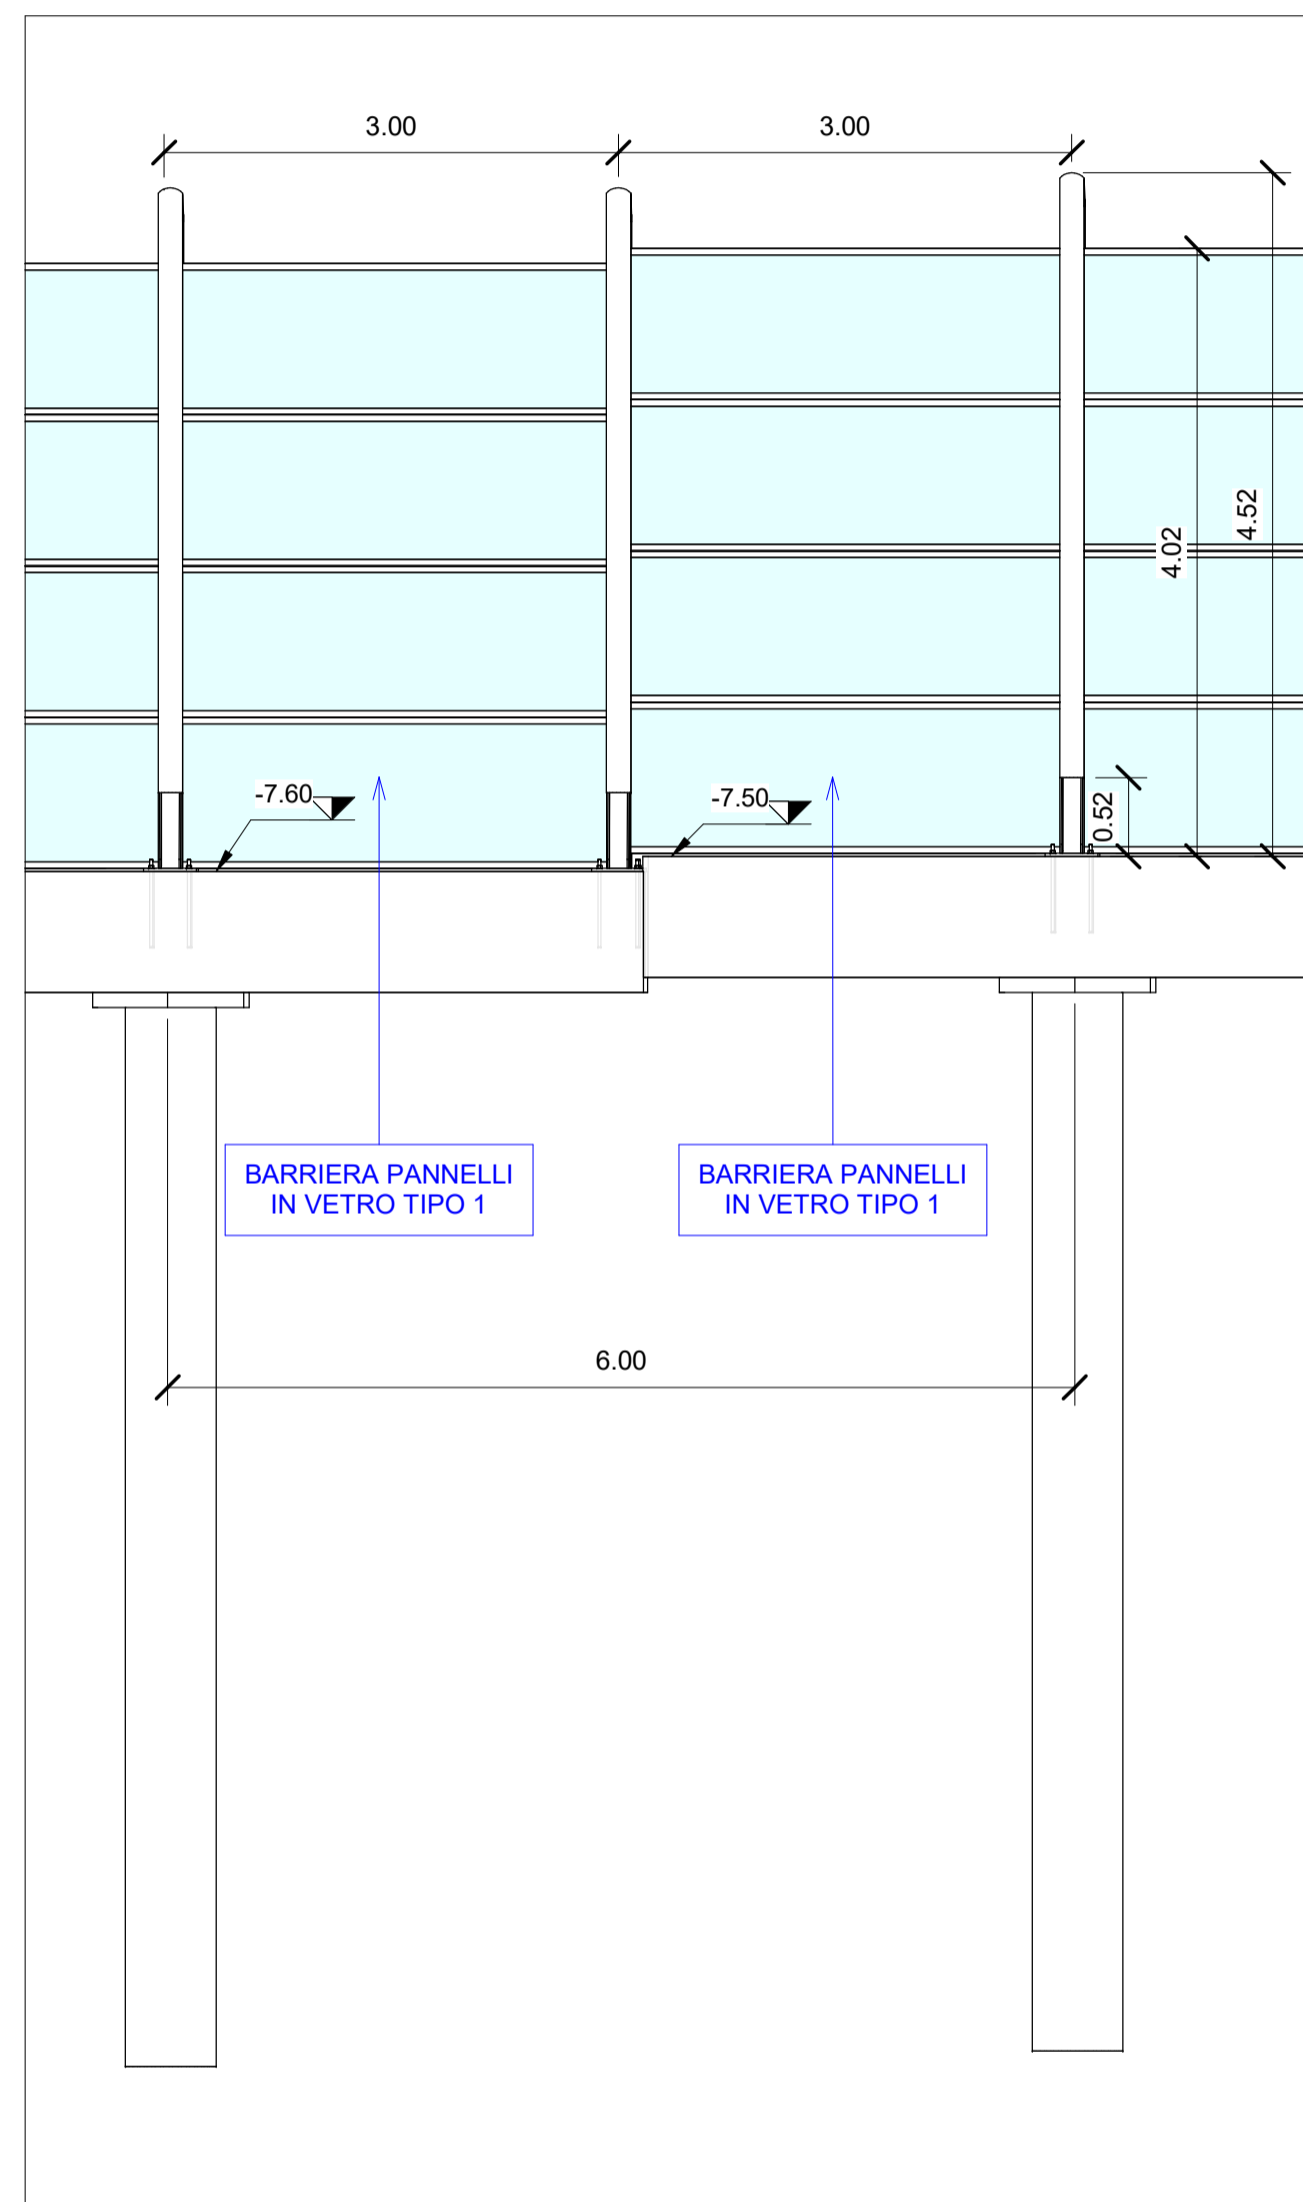 3.00
3.00
4.52
4.02
-7.60
-7.50
0.52
BARRIERA PANNELLI
IN VETRO TIPO 1
BARRIERA PANNELLI
IN VETRO TIPO 1
6.00